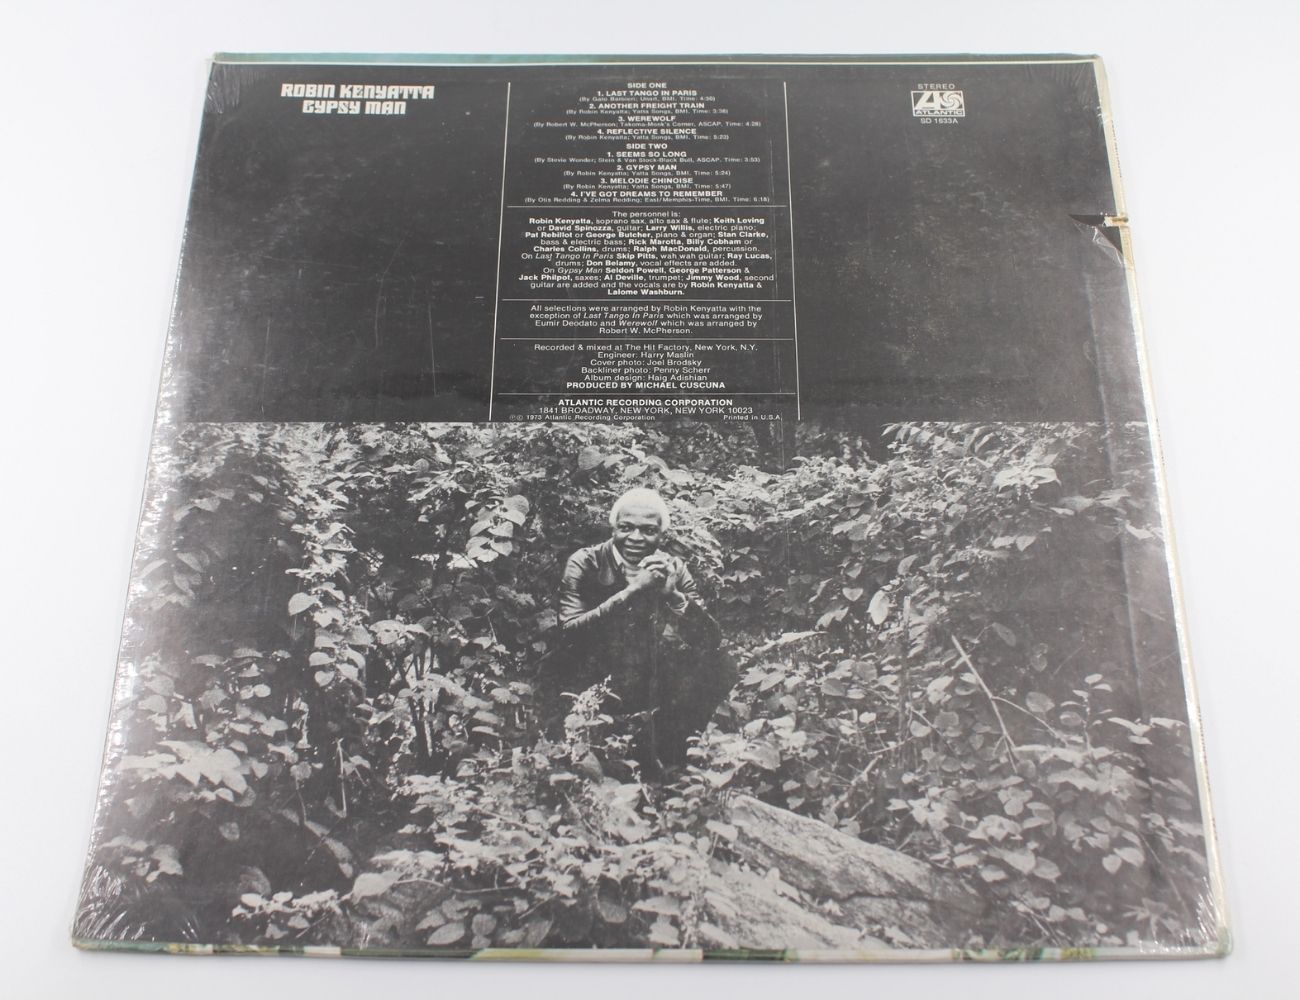 ROBIN KENYATTA
GYPSY MAN
SIDE ONE
1. LAST TANGO IN PARIS
(By Gato Barbieri; Unart, BMI. Time: 4:30)
2. ANOTHER FREIGHT TRAIN
(By Robin Kenyatta; Yatta Songs, BMI. Time: 3:38)
3. WEREWOLF
(By Robert W. McPherson; Takoma-Monk's Corner, ASCAP. Time: 4:28)
4. REFLECTIVE SILENCE
(By Robin Kenyatta; Yatta Songs, BMI. Time: 5:23)
SIDE TWO
1. SEEMS SO LONG
(By Stevie Wonder; Stein & Van Stock-Black Bull, ASCAP. Time: 3:53)
2. GYPSY MAN
(By Robin Kenyatta; Yatta Songs, BMI. Time: 5:24)
3. MELODIE CHINOISE
(By Robin Kenyatta; Yatta Songs, BMI. Time: 5:47)
4. I'VE GOT DREAMS TO REMEMBER
(By Otis Redding & Zelma Redding; East/Memphis-Time, BMI. Time: 6:18)
The personnel is:
Robin Kenyatta, soprano sax, alto sax & flute; Keith Loving
or David Spinozza, guitar; Larry Willis, electric piano;
Pat Rebillot or George Butcher, piano & organ; Stan Clarke,
bass & electric bass; Rick Marotta, Billy Cobham or
Charles Collins, drums; Ralph MacDonald, percussion.
On Last Tango In Paris Skip Pitts, wah wah guitar; Ray Lucas,
drums; Don Belamy, vocal effects are added.
On Gypsy Man Seldon Powell, George Patterson &
Jack Philpot, saxes; Al Deville, trumpet; Jimmy Wood, second
guitar are added and the vocals are by Robin Kenyatta &
Lalome Washburn.
All selections were arranged by Robin Kenyatta with the
exception of Last Tango In Paris which was arranged by
Eumir Deodato and Werewolf which was arranged by
Robert W. McPherson.
Recorded & mixed at The Hit Factory, New York, N.Y.
Engineer: Harry Maslin
Cover photo: Joel Brodsky
Backliner photo: Penny Scherr
Album design: Haig Adishian
PRODUCED BY MICHAEL CUSCUNA
ATLANTIC RECORDING CORPORATION
1841 BROADWAY, NEW YORK, NEW YORK 10023
℗© 1973 Atlantic Recording Corporation Printed in U.S.A.
STEREO
ATLANTIC
SD 1633A